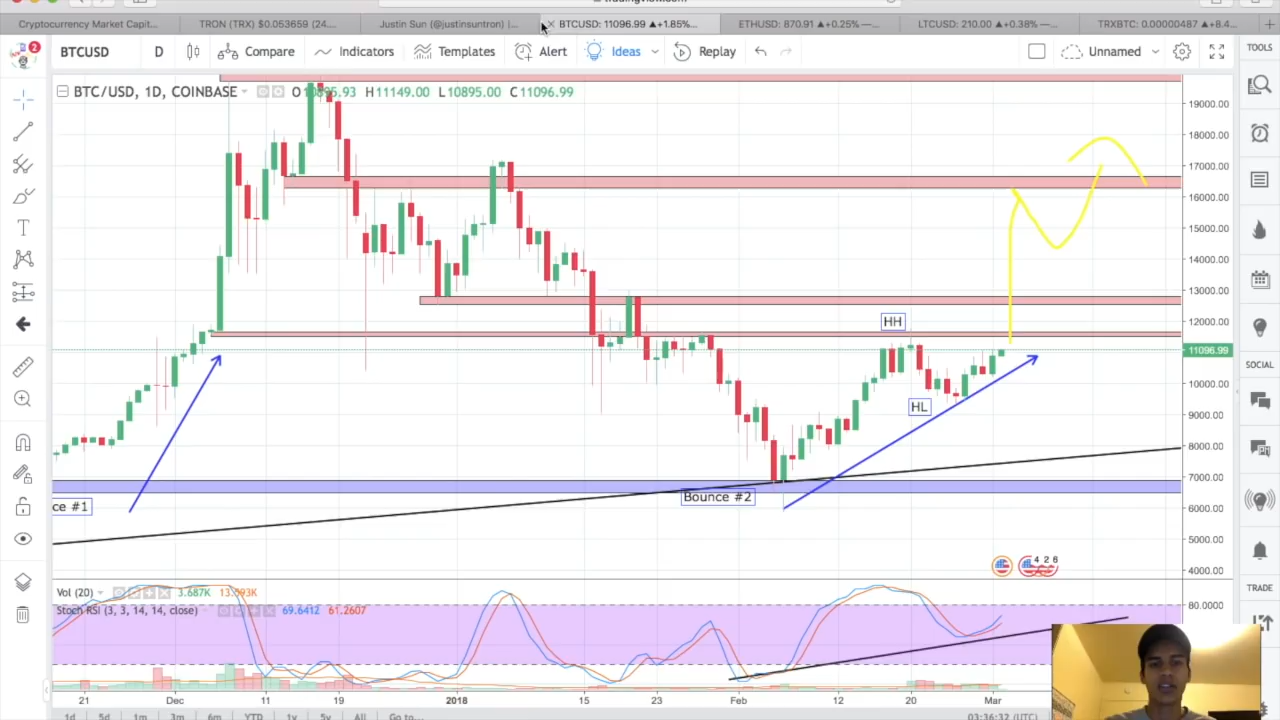 Cryptocurrency Market Capit... TRON (TRX) $0.053659 (24... Justin Sun (@justinsuntron) |... BTCUSD: 11096.99 ▲+1.85%... ETHUSD: 870.91 ▲+0.25% —... LTCUSD: 210.00 ▲+0.38% —... TRXBTC: 0.00000487 ▲+8.4...
2 BTCUSD D Compare Indicators Templates Alert Ideas Replay Unnamed TOOLS
BTC/USD, 1D, COINBASE H11149.00 L10895.00 C11096.99
19000.00
18000.00
17000.00
16000.00
15000.00
14000.00
13000.00
12000.00
HH
11096.99
SOCIAL
10000.00
HL
9000.00
8000.00
7000.00
Bounce #2
ce #1
6000.00
5000.00
4 2 6
4000.00
Vol (20) 3.687K
TRADE
Stoch RSI (3, 3, 14, 14, close) 69.6412 61.2607
80.0000
21 Dec 11 19 2018 15 23 Feb 12 20 Mar
1d 5d 1m 3m 6m YTD 1y 5y All Go to... 03:36:32 (UTC)